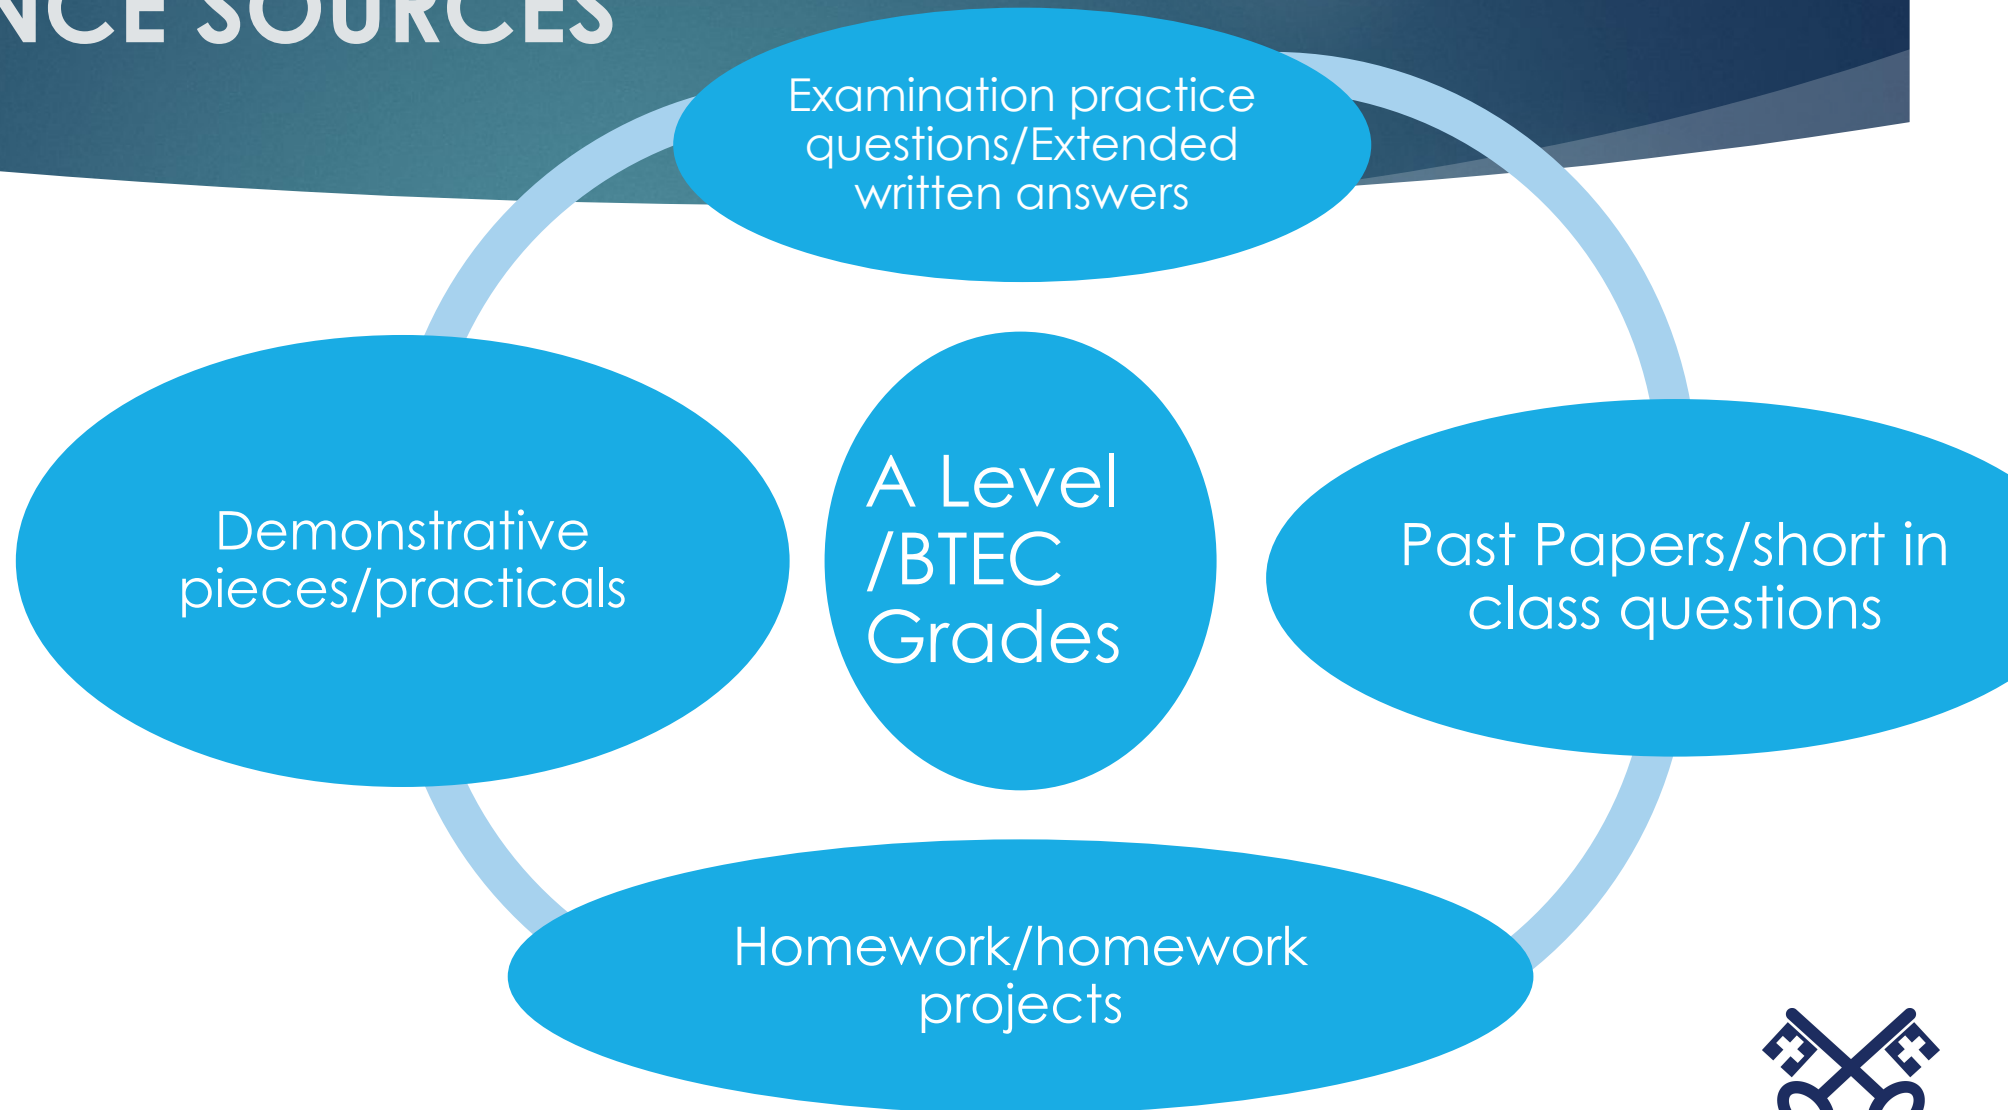 NCE SOURCES
Examination practice
questions/Extended
written answers
Demonstrative
pieces/practicals
A Level
/BTEC
Grades
Past Papers/short in
class questions
Homework/homework
projects